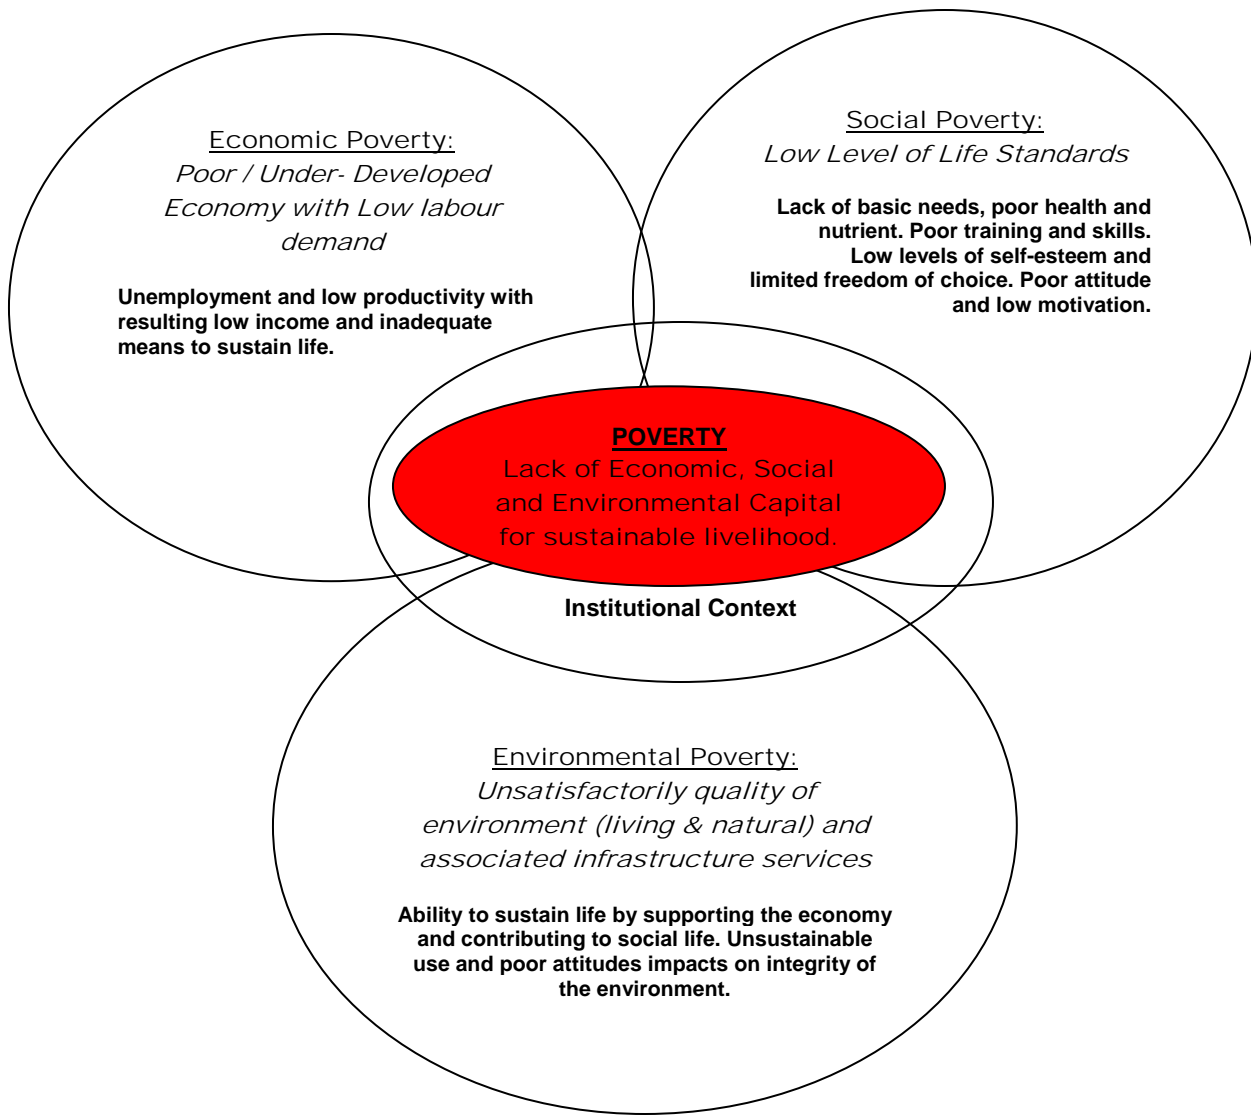 Economic Poverty:
Poor / Under- Developed
Economy with Low labour
demand
Unemployment and low productivity with
resulting low income and inadequate
means to sustain life.
Social Poverty:
Low Level of Life Standards
Lack of basic needs, poor health and
nutrient. Poor training and skills.
Low levels of self-esteem and
limited freedom of choice. Poor attitude
and low motivation.
POVERTY
Lack of Economic, Social
and Environmental Capital
for sustainable livelihood.
Institutional Context
Environmental Poverty:
Unsatisfactorily quality of
environment (living & natural) and
associated infrastructure services
Ability to sustain life by supporting the economy
and contributing to social life. Unsustainable
use and poor attitudes impacts on integrity of
the environment.